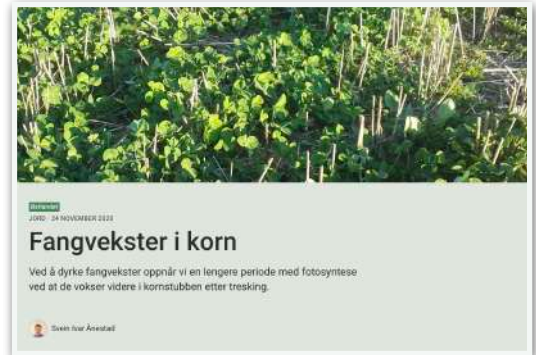 JORD · 24 NOVEMBER 2020
Fangvekster i korn
Ved å dyrke fangvekster oppnår vi en lengere periode med fotosyntese
ved at de vokser videre i kornstubben etter tresking.
Svein Ivar Ånestad